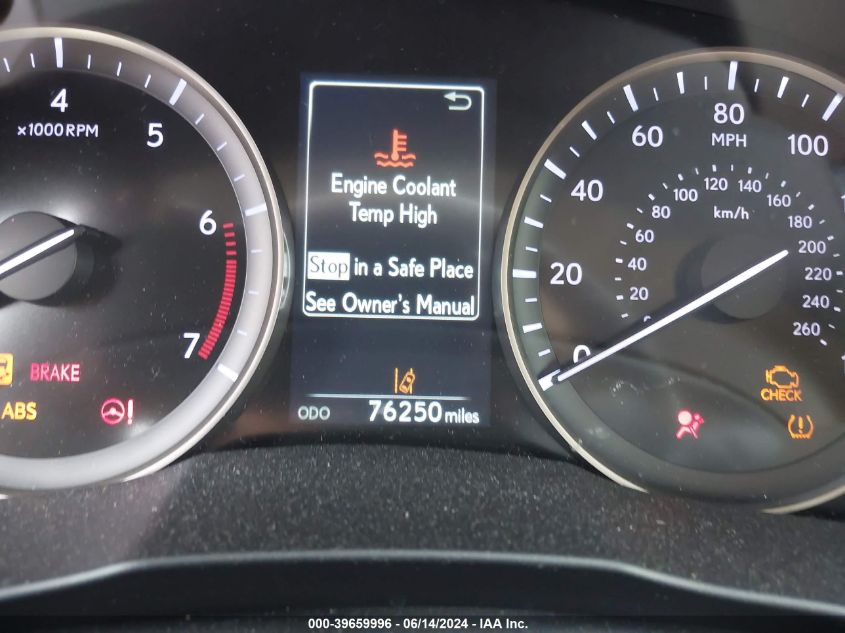 4
x1000RPM
5
6
7
BRAKE
ABS
!
Engine Coolant
Temp High
Stop in a Safe Place
See Owner's Manual
ODO 76250 miles
0
20
40
60
80
MPH
100
20
40
60
80
100
120
140
160
180
200
220
240
260
km/h
CHECK
(!)
000-39659996 - 06/14/2024 - IAA Inc.